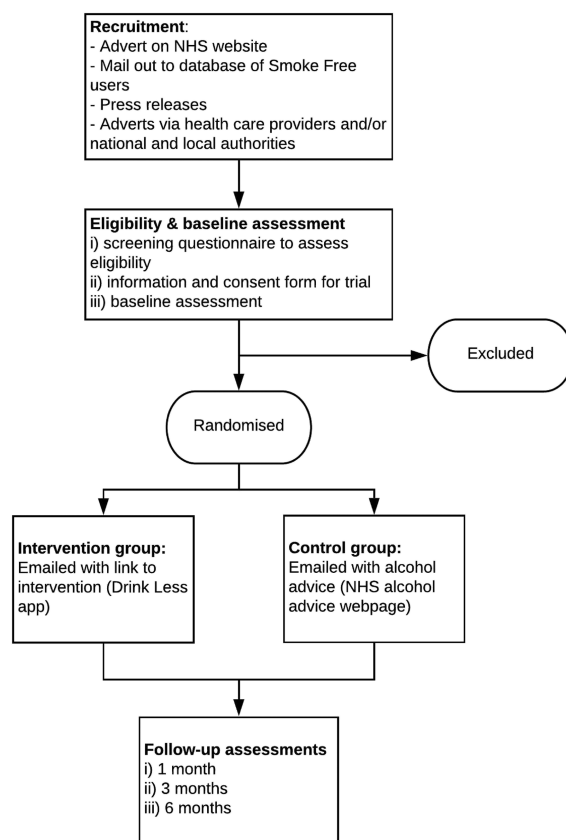 Recruitment:
- Advert on NHS website
- Mail out to database of Smoke Free
users
- Press releases
- Adverts via health care providers and/or
national and local authorities
Eligibility & baseline assessment
i) screening questionnaire to assess
eligibility
ii) information and consent form for trial
iii) baseline assessment
Excluded
Randomised
Intervention group:
Emailed with link to
intervention (Drink Less
app)
Control group:
Emailed with alcohol
advice (NHS alcohol
advice webpage)
Follow-up assessments
i) 1 month
ii) 3 months
iii) 6 months